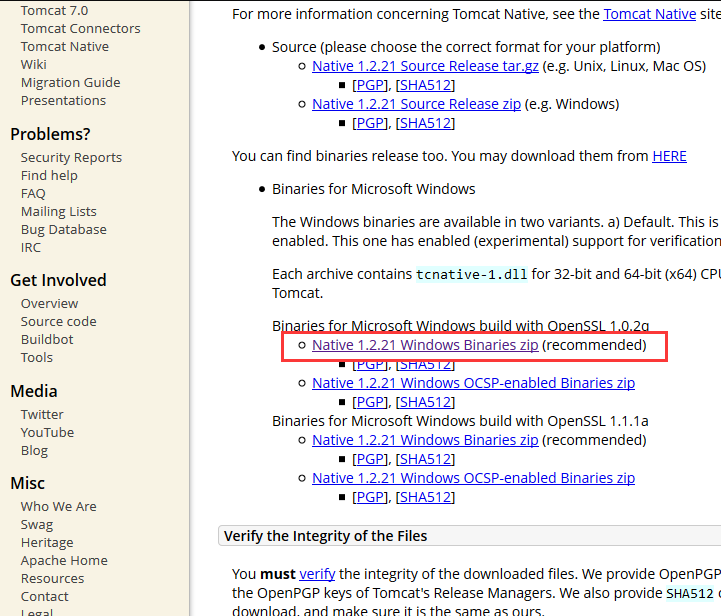 Tomcat 7.0
Tomcat Connectors
Tomcat Native
Wiki
Migration Guide
Presentations
Problems?
Security Reports
Find help
FAQ
Mailing Lists
Bug Database
IRC
Get Involved
Overview
Source code
Buildbot
Tools
Media
Twitter
YouTube
Blog
Misc
Who We Are
Swag
Heritage
Apache Home
Resources
Contact
Legal
For more information concerning Tomcat Native, see the Tomcat Native site
Source (please choose the correct format for your platform)
Native 1.2.21 Source Release tar.gz (e.g. Unix, Linux, Mac OS)
[PGP], [SHA512]
Native 1.2.21 Source Release zip (e.g. Windows)
[PGP], [SHA512]
You can find binaries release too. You may download them from HERE
Binaries for Microsoft Windows
The Windows binaries are available in two variants. a) Default. This is
enabled. This one has enabled (experimental) support for verification
Each archive contains tcnative-1.dll for 32-bit and 64-bit (x64) CPU
Tomcat.
Binaries for Microsoft Windows build with OpenSSL 1.0.2q
Native 1.2.21 Windows Binaries zip (recommended)
[PGP], [SHA512]
Native 1.2.21 Windows OCSP-enabled Binaries zip
[PGP], [SHA512]
Binaries for Microsoft Windows build with OpenSSL 1.1.1a
Native 1.2.21 Windows Binaries zip (recommended)
[PGP], [SHA512]
Native 1.2.21 Windows OCSP-enabled Binaries zip
[PGP], [SHA512]
Verify the Integrity of the Files
You must verify the integrity of the downloaded files. We provide OpenPGP
the OpenPGP keys of Tomcat's Release Managers. We also provide SHA512
download, and make sure it is the same as ours.